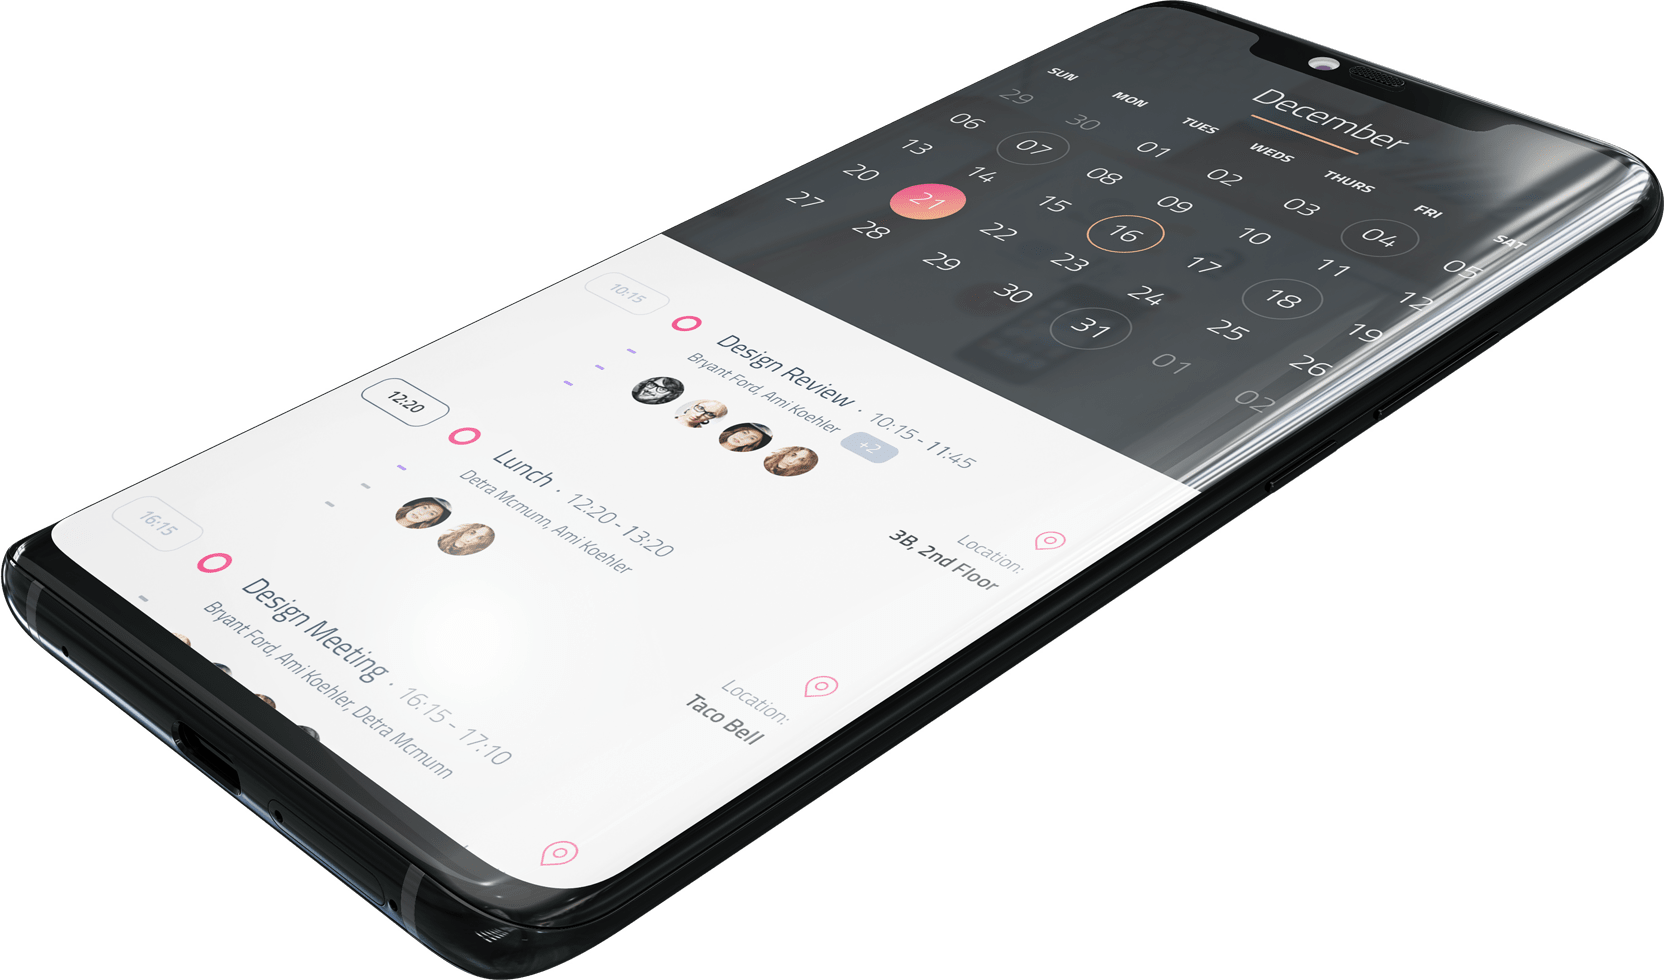 December
SUN MON TUES WEDS THURS FRI SAT
29 30 01 02 03 04 05
06 07 08 09 10 11 12
13 14 15 16 17 18 19
20 21 22 23 24 25 26
27 28 29 30 31 01 02
10:15
Design Review · 10:15 - 11:45
Bryant Ford, Ami Koehler +2
Location:
3B, 2nd Floor
12:20
Lunch · 12:20 - 13:20
Detra Mcmunn, Ami Koehler
Location:
Taco Bell
16:15
Design Meeting · 16:15 - 17:10
Bryant Ford, Ami Koehler, Detra Mcmunn